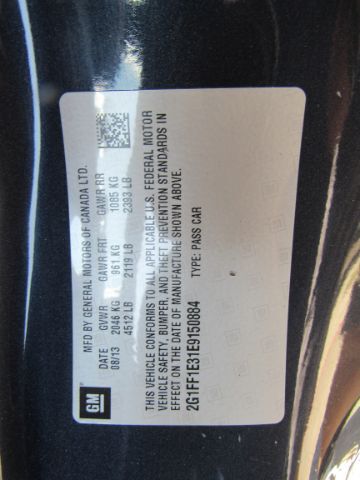 MFD BY GENERAL MOTORS OF CANADA LTD.
08/13 GVWR GAWR FRT GAWR RR
2046 KG 961 KG 1085 KG
4512 LB 2119 LB 2393 LB
THIS VEHICLE CONFORMS TO ALL APPLICABLE U.S. FEDERAL MOTOR
VEHICLE SAFETY, BUMPER, AND THEFT PREVENTION STANDARDS IN
EFFECT ON THE DATE OF MANUFACTURE SHOWN ABOVE.
2G1FF1E31E9150884 TYPE: PASS CAR
GM